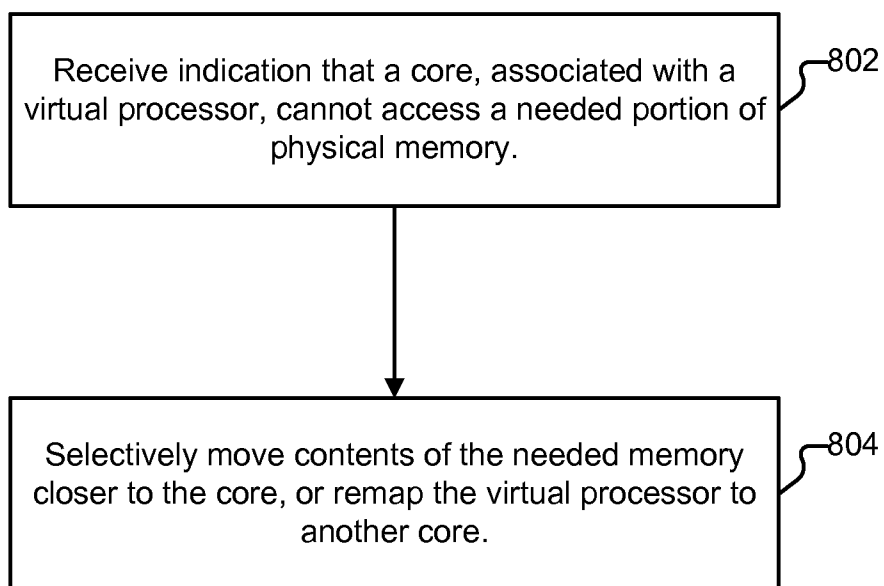 Receive indication that a core, associated with a
virtual processor, cannot access a needed portion of
physical memory.
802
Selectively move contents of the needed memory
closer to the core, or remap the virtual processor to
another core.
804